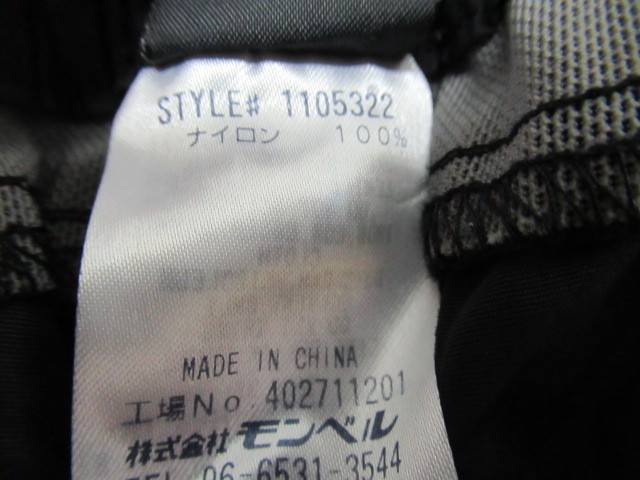 STYLE# 1105322
ナイロン 100%
MADE IN CHINA
工場No. 402711201
株式会社 モンベル
TEL 06-6531-3544